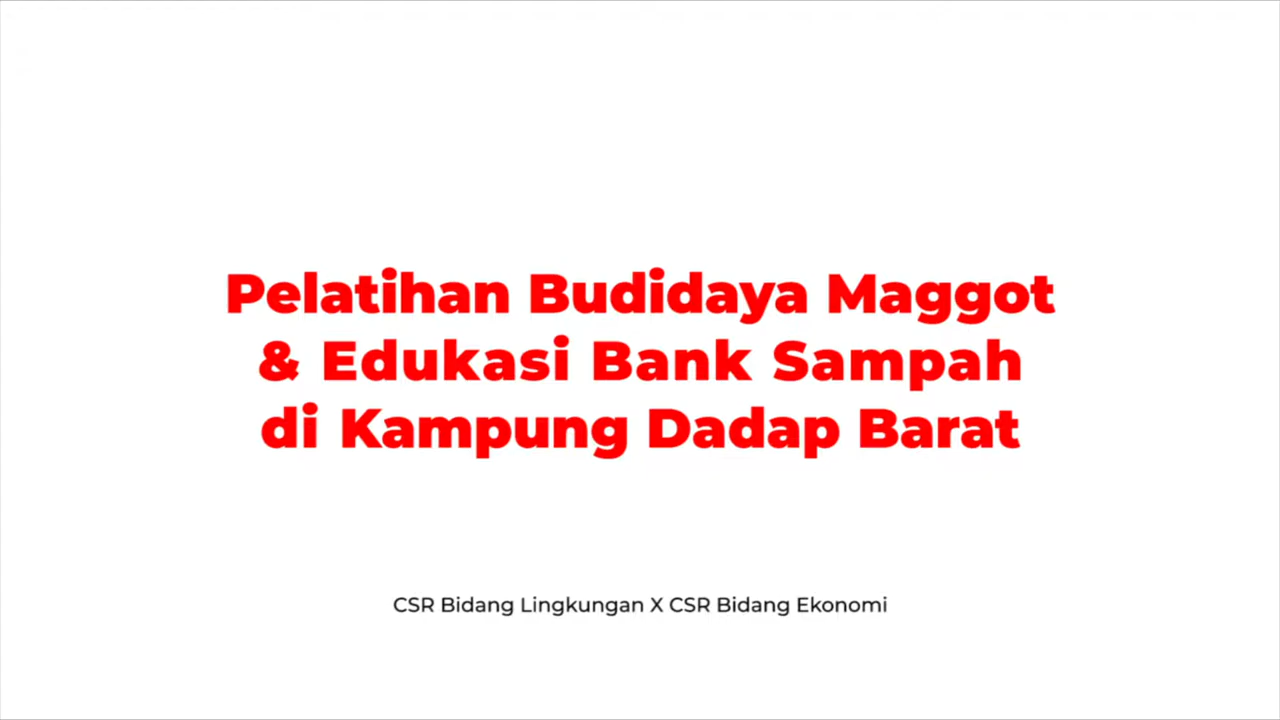 Pelatihan Budidaya Maggot
& Edukasi Bank Sampah
di Kampung Dadap Barat
CSR Bidang Lingkungan X CSR Bidang Ekonomi